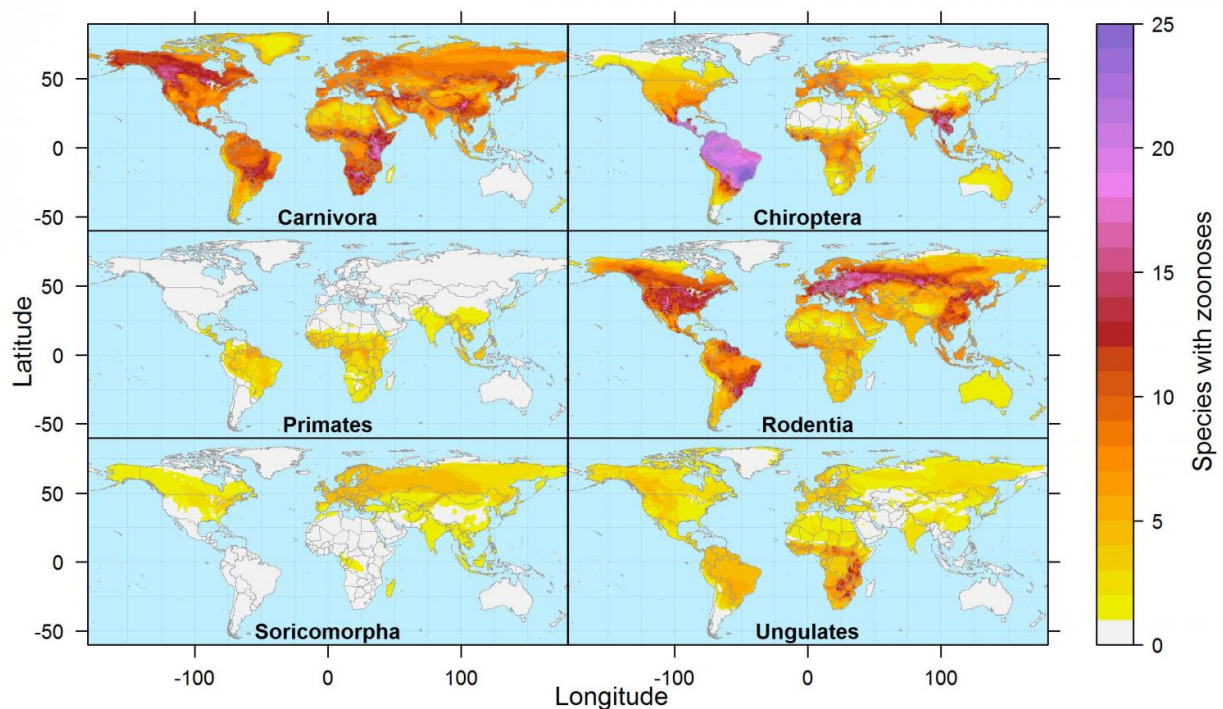 Carnivora
Chiroptera
Primates
Rodentia
Soricomorpha
Ungulates
50
0
-50
50
0
-50
50
0
-50
Latitude
-100
0
100
-100
0
100
Longitude
25
20
15
10
5
0
Species with zoonoses